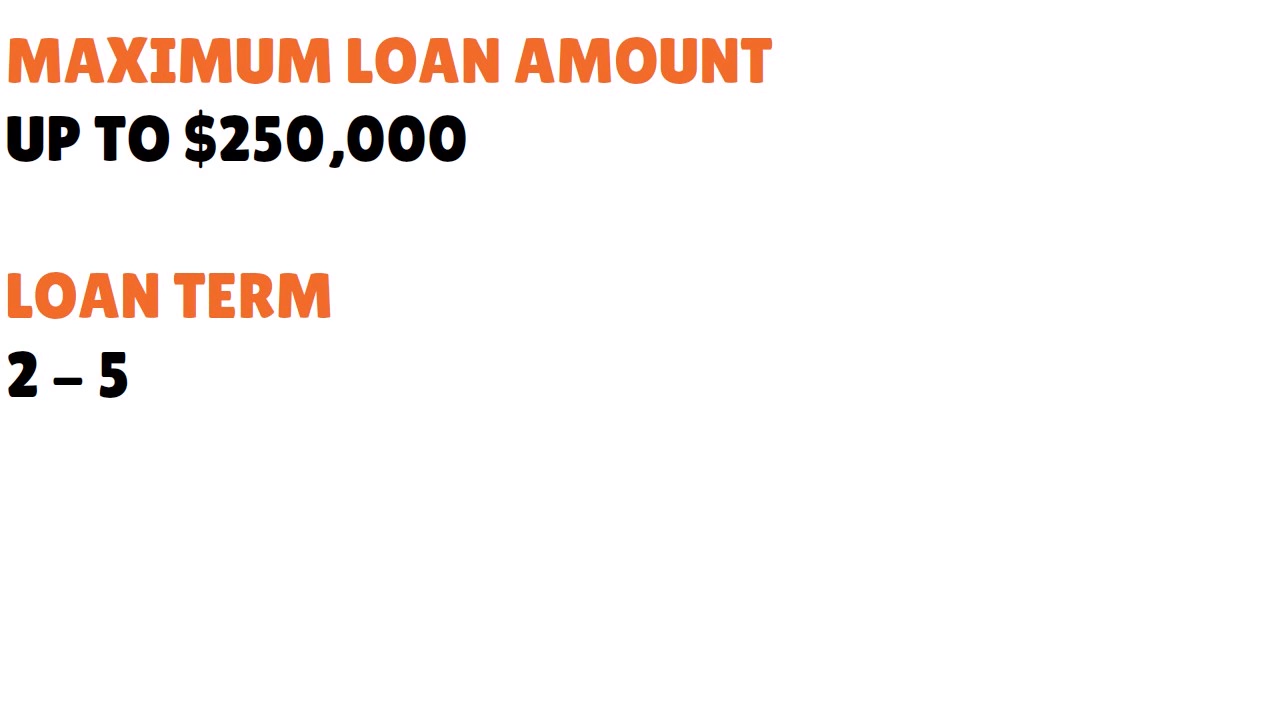 MAXIMUM LOAN AMOUNT
UP TO $250,000
LOAN TERM
2 – 5